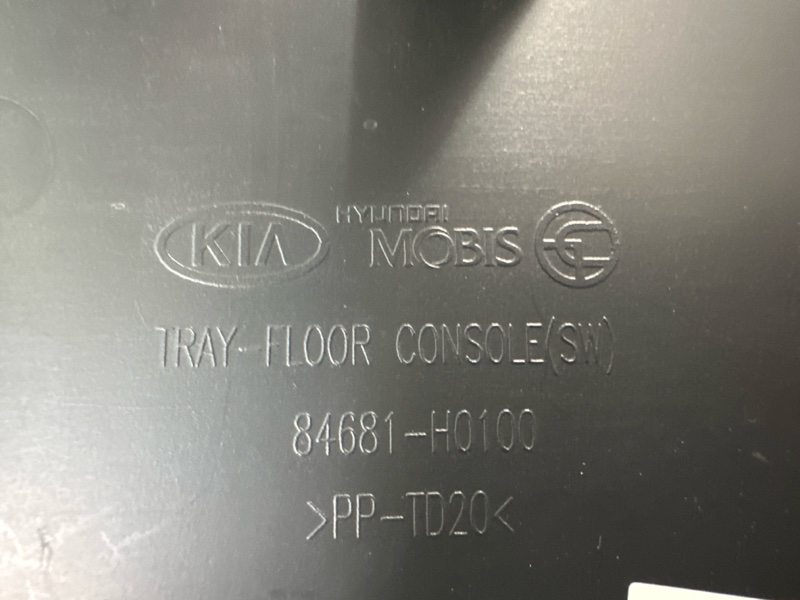 KIA HYUNDAI MOBIS
TRAY-FLOOR CONSOLE(SW)
84681-H0100
>PP-TD20<